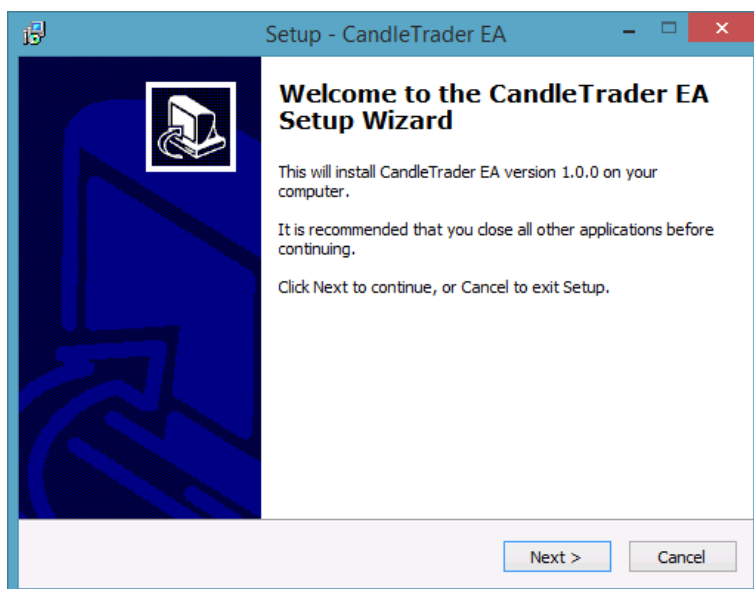 Setup - CandleTrader EA
Welcome to the CandleTrader EA
Setup Wizard
This will install CandleTrader EA version 1.0.0 on your
computer.
It is recommended that you close all other applications before
continuing.
Click Next to continue, or Cancel to exit Setup.
Next >
Cancel